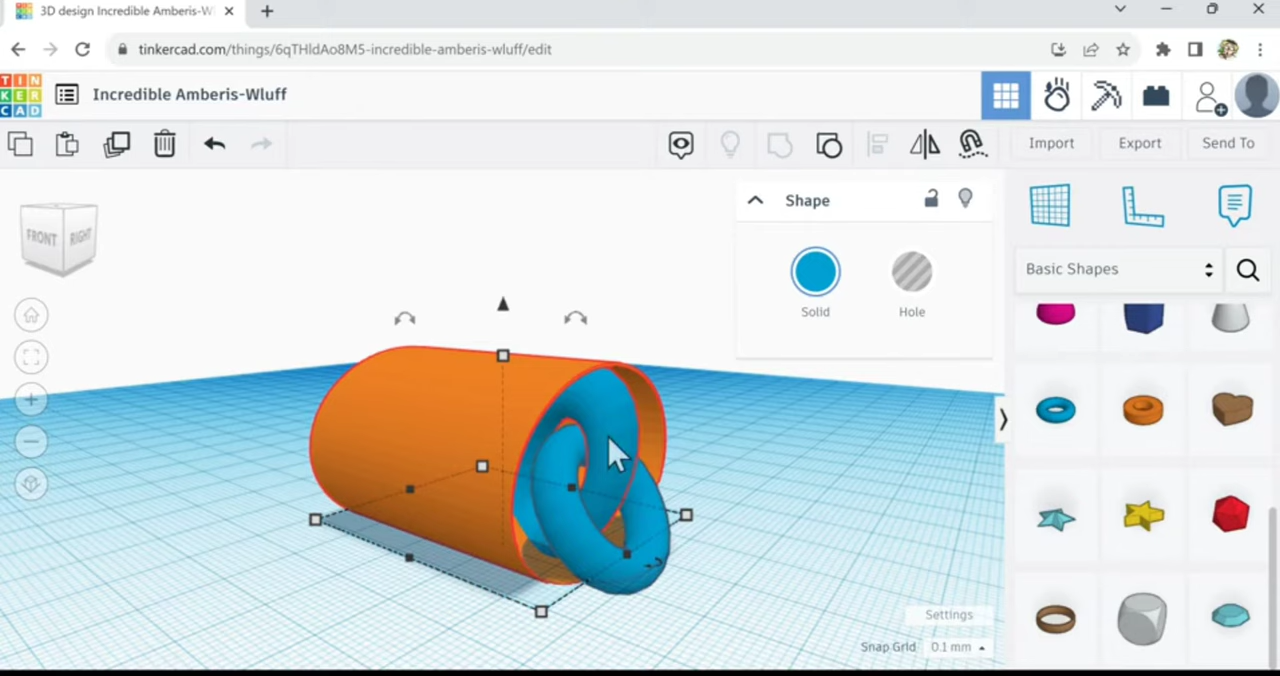 3D design Incredible Amberis-Wl
tinkercad.com/things/6qTHldAo8M5-incredible-amberis-wluff/edit
TIN
KER
CAD
Incredible Amberis-Wluff
Import
Export
Send To
Shape
FRONT
RIGHT
Basic Shapes
Solid
Hole
Settings
Snap Grid
0.1 mm